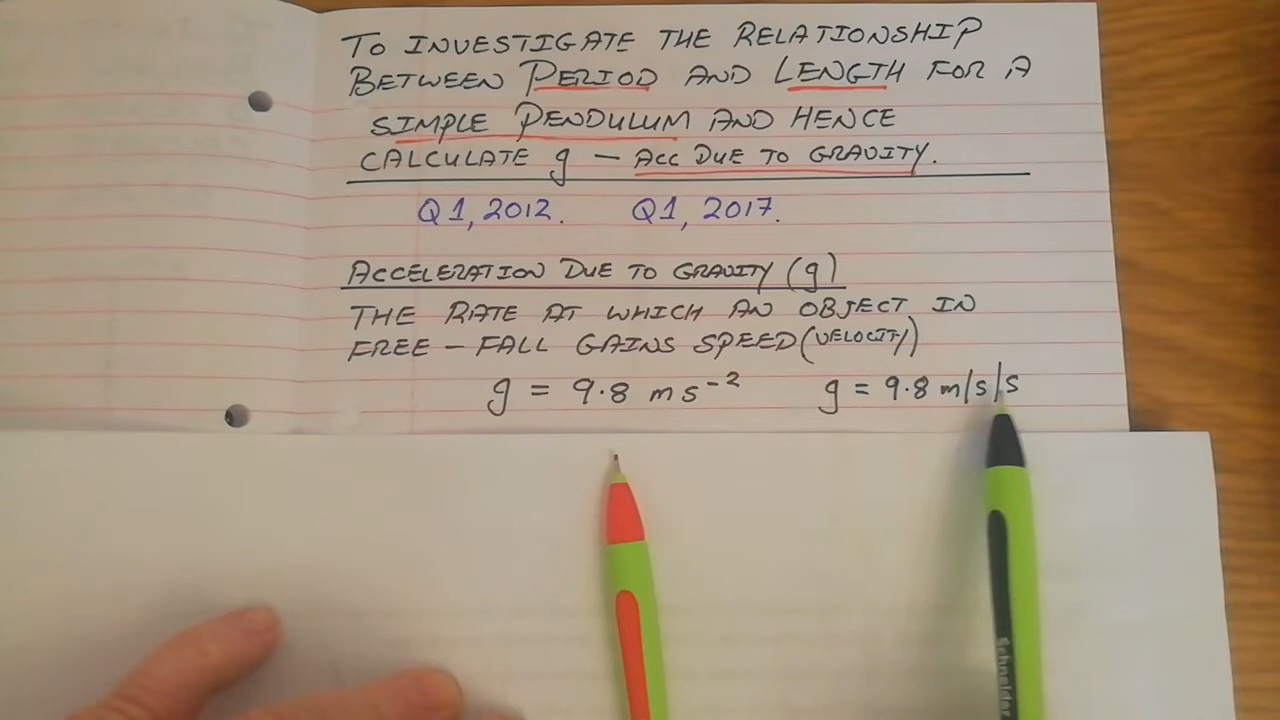 TO INVESTIGATE THE RELATIONSHIP
BETWEEN PERIOD AND LENGTH FOR A
SIMPLE PENDULUM AND HENCE
CALCULATE g – ACC DUE TO GRAVITY.
Q1, 2012. Q1, 2017.
ACCELERATION DUE TO GRAVITY (g)
THE RATE AT WHICH AN OBJECT IN
FREE – FALL GAINS SPEED (VELOCITY)
g = 9.8 ms⁻² g = 9.8 m/s/s
Schneider